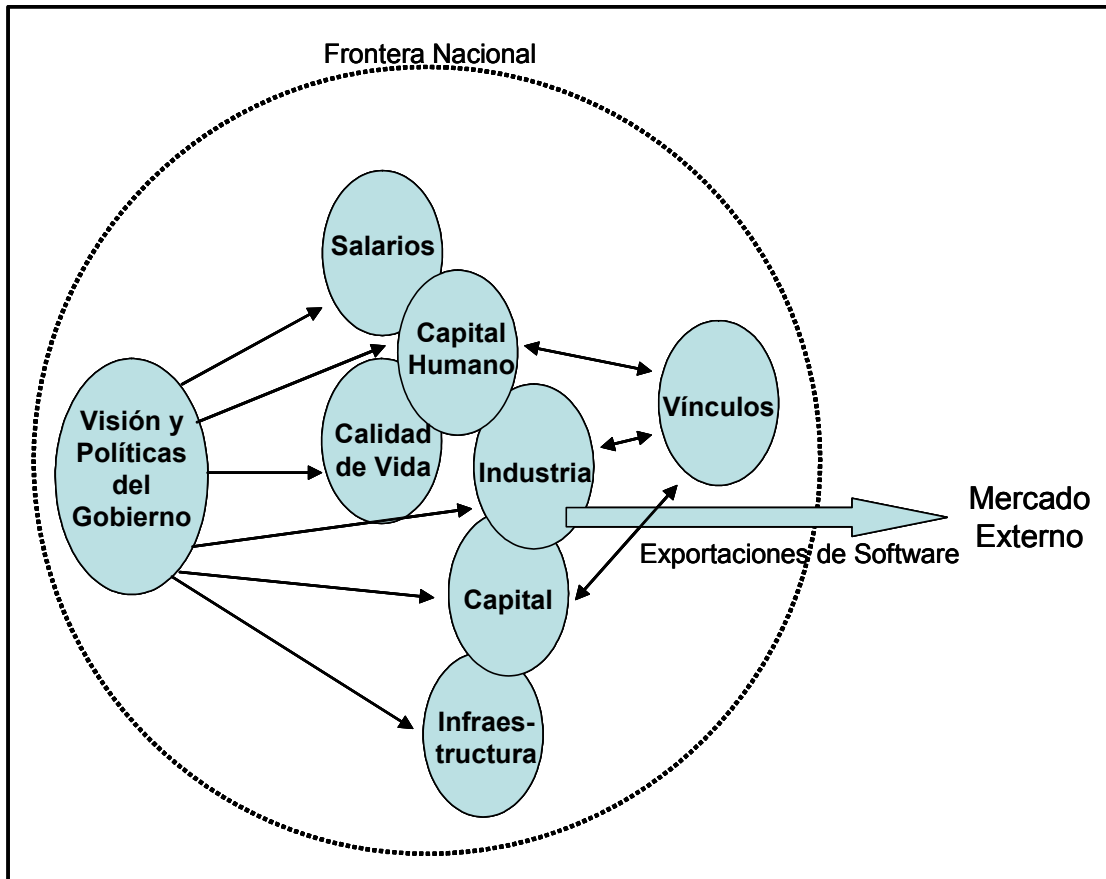 Frontera Nacional
Salarios
Capital
Humano
Visión y
Políticas
del
Gobierno
Calidad
de Vida
Vínculos
Industria
Mercado
Externo
Exportaciones de Software
Capital
Infraes-
tructura